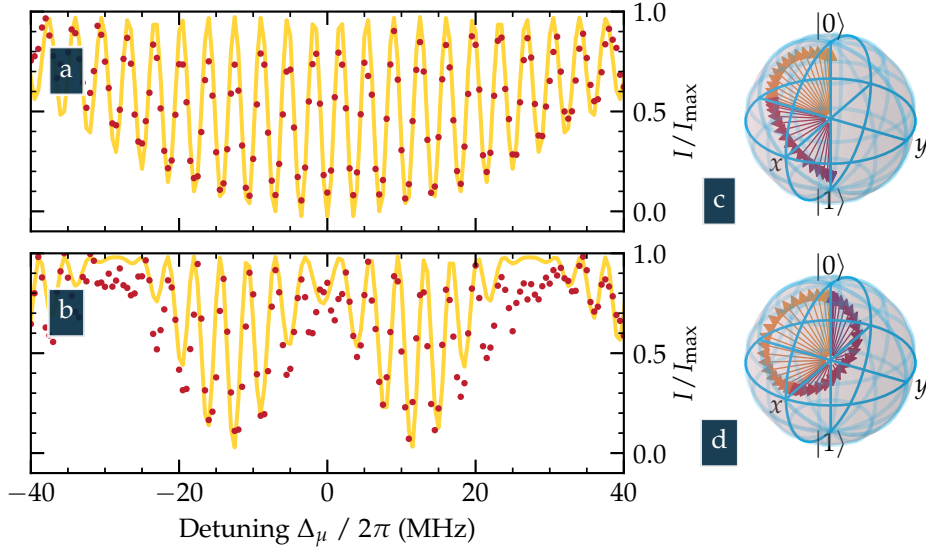 a
1.0
0.5
0.0
I/I_max
b
1.0
0.5
0.0
I/I_max
−40
−20
0
20
40
Detuning Δ_μ / 2π (MHz)
|0⟩
x
y
|1⟩
c
|0⟩
x
y
|1⟩
d